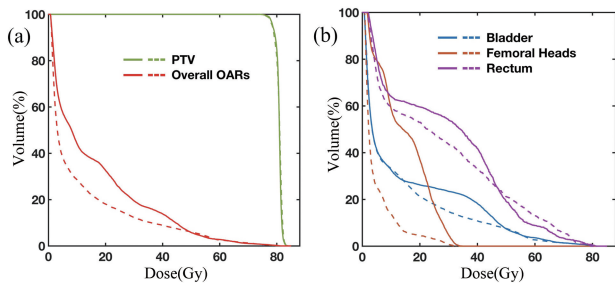 (a)
100
80
60
40
20
0
Volume(%)
PTV
Overall OARs
0 20 40 60 80
Dose(Gy)
(b)
100
80
60
40
20
0
Volume(%)
Bladder
Femoral Heads
Rectum
0 20 40 60 80
Dose(Gy)